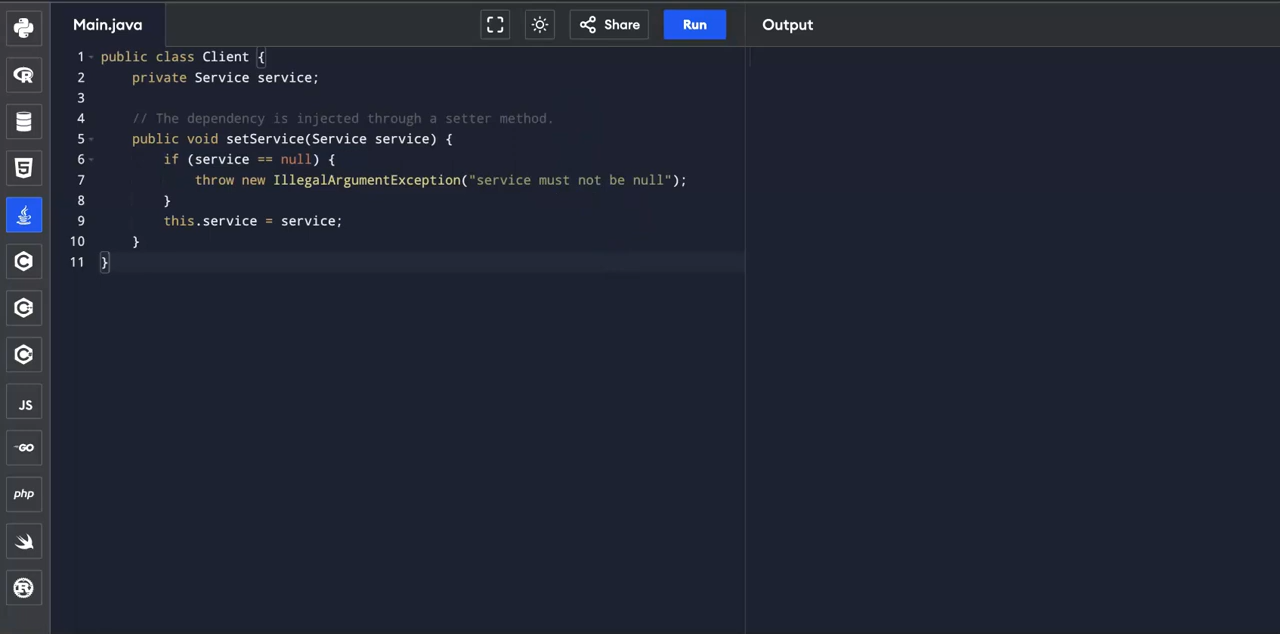 Main.java
Share
Run
Output
1 public class Client {
2 private Service service;
3
4 // The dependency is injected through a setter method.
5 public void setService(Service service) {
6 if (service == null) {
7 throw new IllegalArgumentException("service must not be null");
8 }
9 this.service = service;
10 }
11 }
R
5
C
C
C
JS
GO
php
R